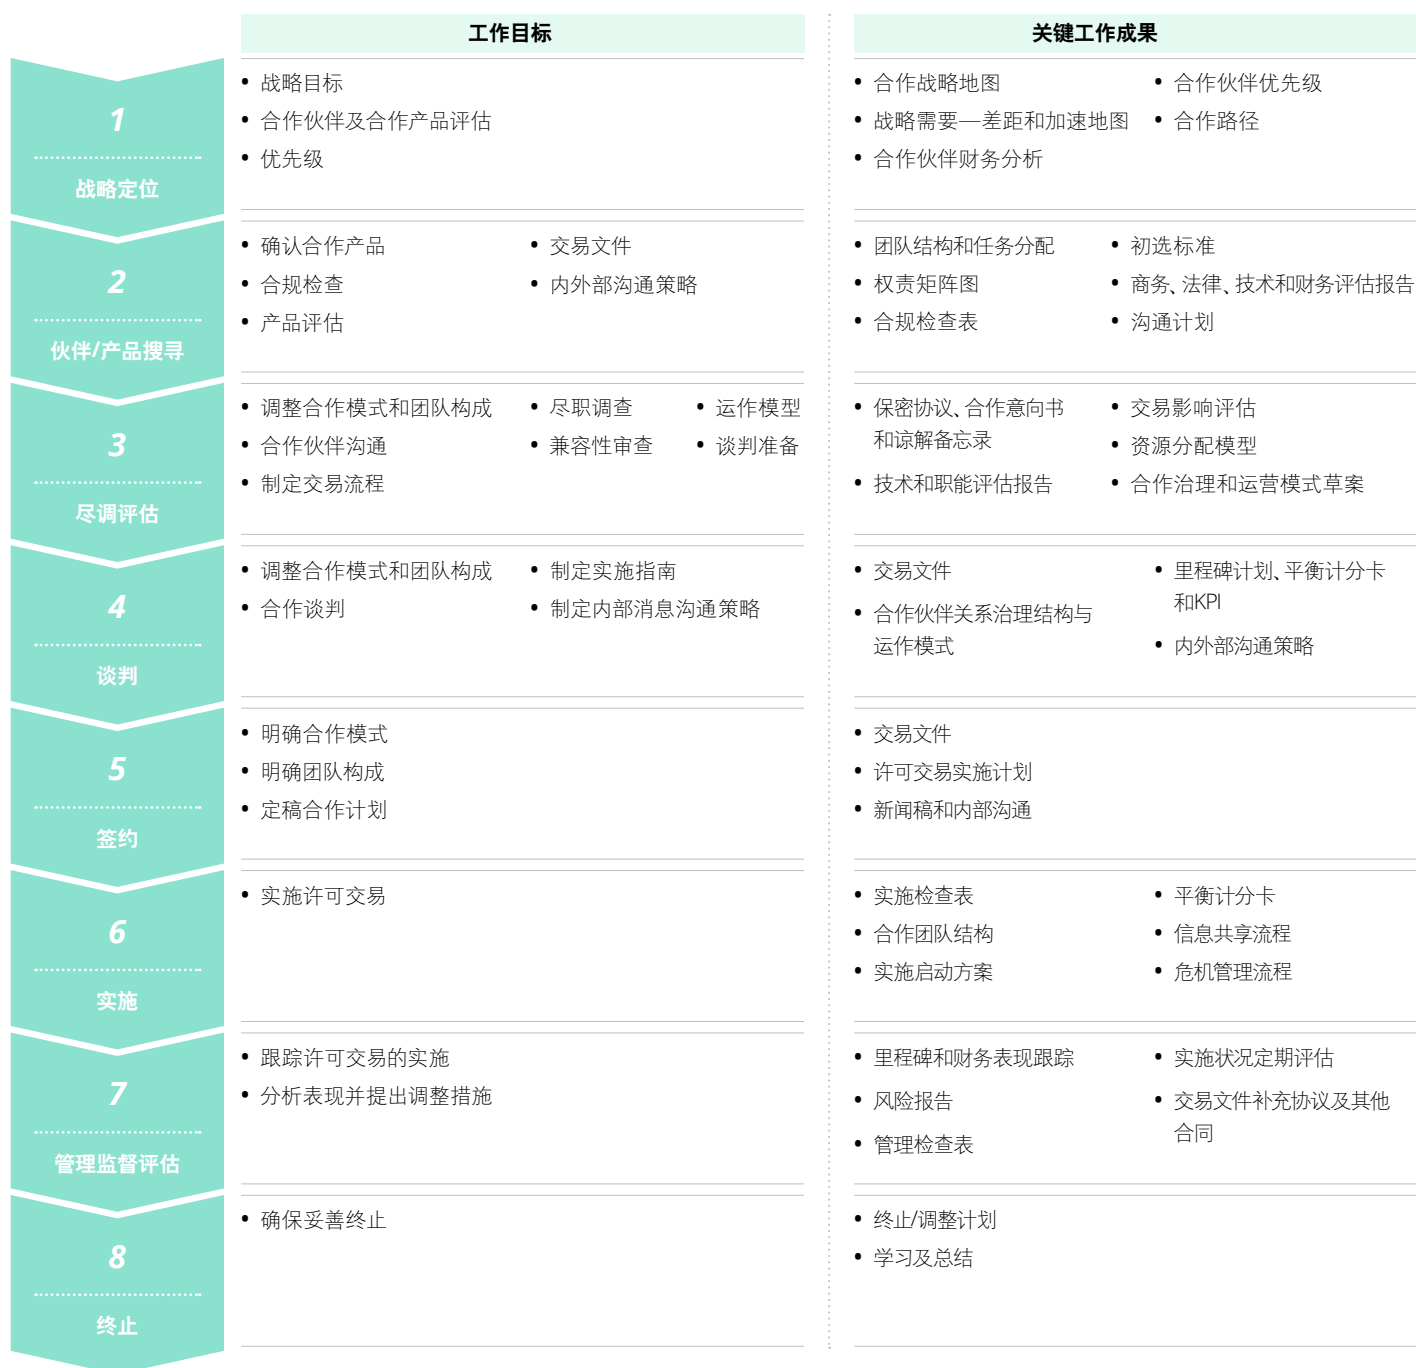 工作目标
关键工作成果
1
战略定位
• 战略目标
• 合作伙伴及合作产品评估
• 优先级
• 合作战略地图
• 战略需要—差距和加速地图
• 合作伙伴财务分析
• 合作伙伴优先级
• 合作路径
2
伙伴/产品搜寻
• 确认合作产品
• 合规检查
• 产品评估
• 交易文件
• 内外部沟通策略
• 团队结构和任务分配
• 权责矩阵图
• 合规检查表
• 初选标准
• 商务、法律、技术和财务评估报告
• 沟通计划
3
尽调评估
• 调整合作模式和团队构成
• 合作伙伴沟通
• 制定交易流程
• 尽职调查
• 兼容性审查
• 运作模型
• 谈判准备
• 保密协议、合作意向书
和谅解备忘录
• 技术和职能评估报告
• 交易影响评估
• 资源分配模型
• 合作治理和运营模式草案
4
谈判
• 调整合作模式和团队构成
• 合作谈判
• 制定实施指南
• 制定内部消息沟通策略
• 交易文件
• 合作伙伴关系治理结构与
运作模式
• 里程碑计划、平衡计分卡
和KPI
• 内外部沟通策略
5
签约
• 明确合作模式
• 明确团队构成
• 定稿合作计划
• 交易文件
• 许可交易实施计划
• 新闻稿和内部沟通
6
实施
• 实施许可交易
• 实施检查表
• 合作团队结构
• 实施启动方案
• 平衡计分卡
• 信息共享流程
• 危机管理流程
7
管理监督评估
• 跟踪许可交易的实施
• 分析表现并提出调整措施
• 里程碑和财务表现跟踪
• 风险报告
• 管理检查表
• 实施状况定期评估
• 交易文件补充协议及其他
合同
8
终止
• 确保妥善终止
• 终止/调整计划
• 学习及总结